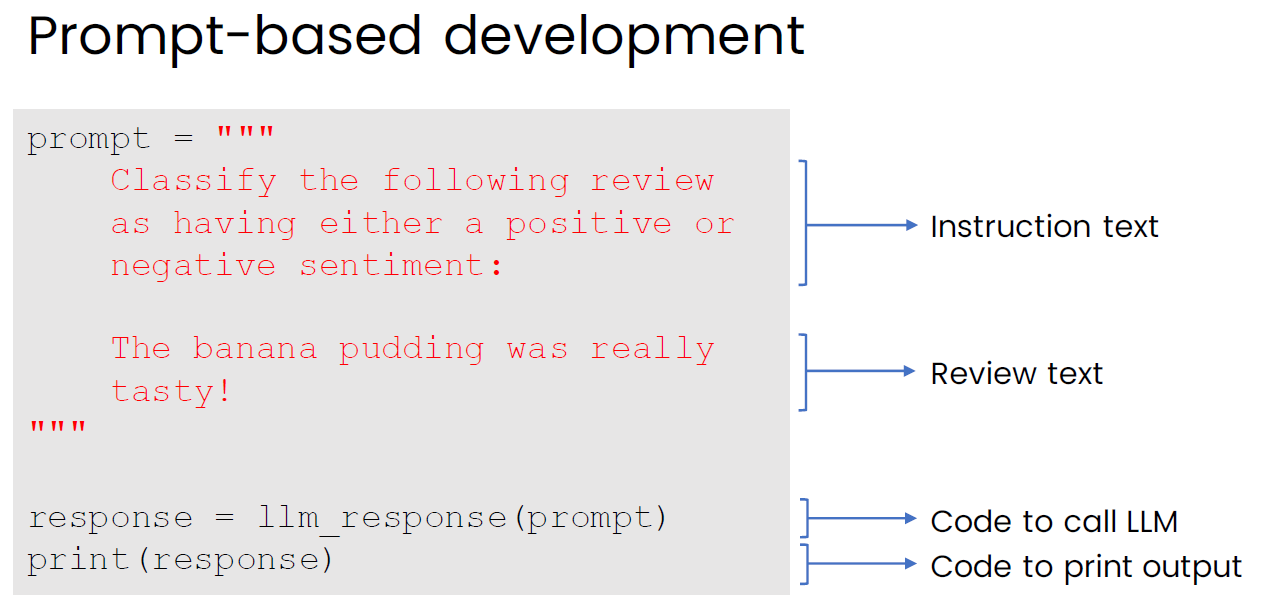 Prompt-based development
prompt = """
Classify the following review
as having either a positive or
negative sentiment:
Instruction text
The banana pudding was really
tasty!
Review text
"""
response = llm_response(prompt)
Code to call LLM
print(response)
Code to print output